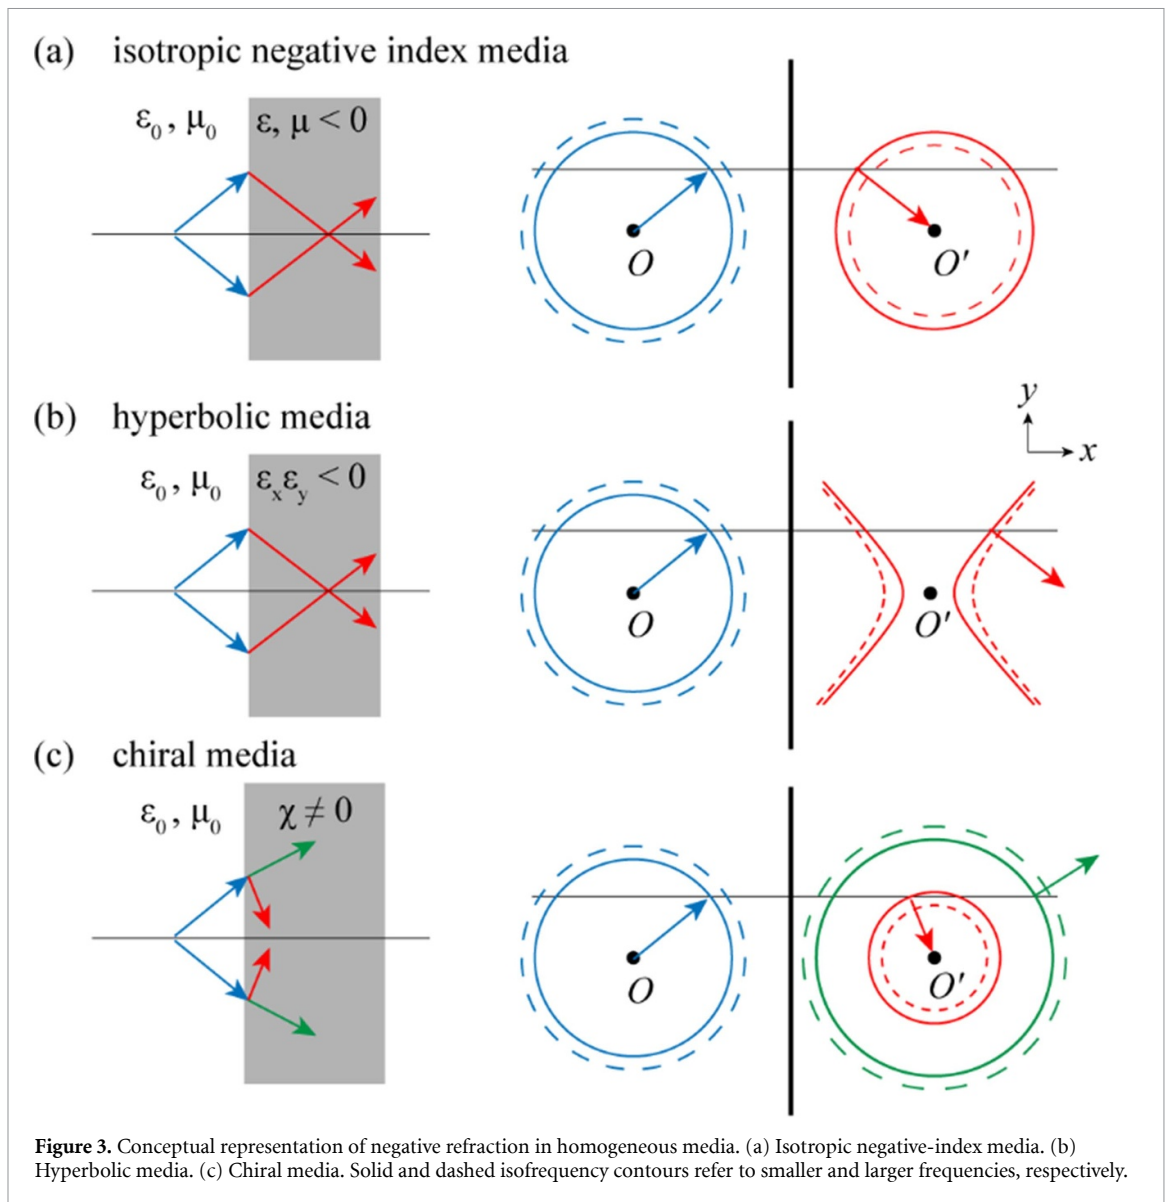 (a) isotropic negative index media
ε₀, μ₀ ε, μ < 0
O O′
(b) hyperbolic media
y
x
ε₀, μ₀ εₓεᵧ < 0
O O′
(c) chiral media
ε₀, μ₀ χ ≠ 0
O O′
Figure 3. Conceptual representation of negative refraction in homogeneous media. (a) Isotropic negative-index media. (b)
Hyperbolic media. (c) Chiral media. Solid and dashed isofrequency contours refer to smaller and larger frequencies, respectively.